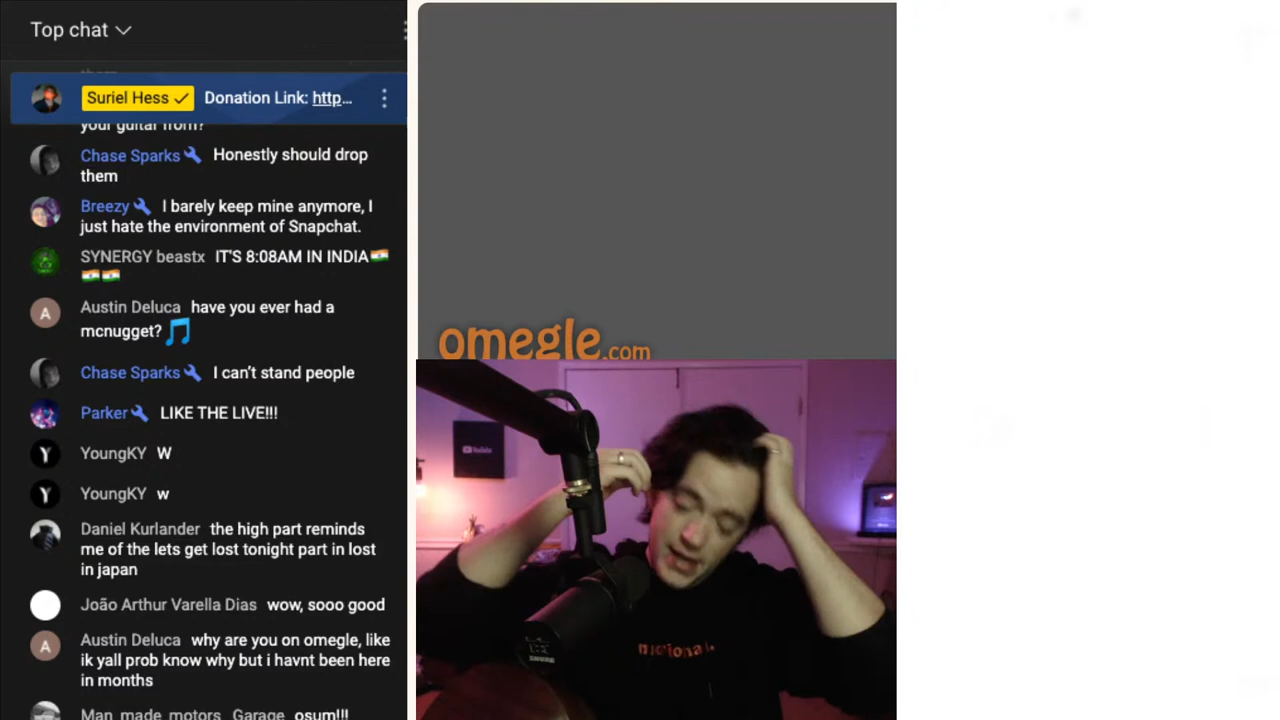 Top chat
Suriel Hess Donation Link: http...
your guitar from?
Chase Sparks Honestly should drop
them
Breezy I barely keep mine anymore, I
just hate the environment of Snapchat.
SYNERGY beastx IT'S 8:08AM IN INDIA🇮🇳
🇮🇳🇮🇳
A
Austin Deluca have you ever had a
mcnugget? 🎵
Chase Sparks I can't stand people
Parker LIKE THE LIVE!!!
Y
YoungKY W
Y
YoungKY w
Daniel Kurlander the high part reminds
me of the lets get lost tonight part in lost
in japan
João Arthur Varella Dias wow, sooo good
A
Austin Deluca why are you on omegle, like
ik yall prob know why but i havnt been here
in months
Man made motors Garage osum!!!
omegle.com
YouTube
SHURE